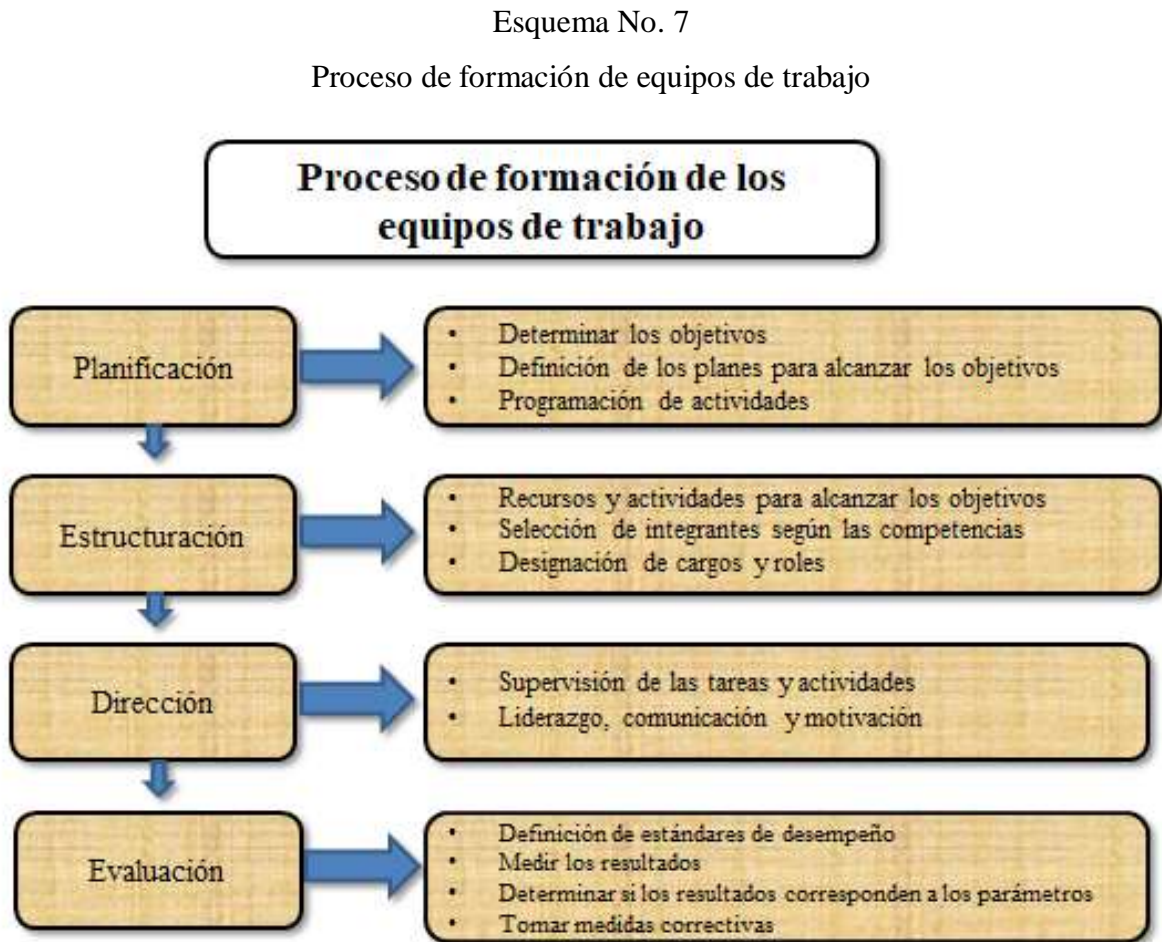 Esquema No. 7
Proceso de formación de equipos de trabajo
Proceso de formación de los
equipos de trabajo
Planificación
• Determinar los objetivos
• Definición de los planes para alcanzar los objetivos
• Programación de actividades
Estructuración
• Recursos y actividades para alcanzar los objetivos
• Selección de integrantes según las competencias
• Designación de cargos y roles
Dirección
• Supervisión de las tareas y actividades
• Liderazgo, comunicación y motivación
Evaluación
• Definición de estándares de desempeño
• Medir los resultados
• Determinar si los resultados corresponden a los parámetros
• Tomar medidas correctivas